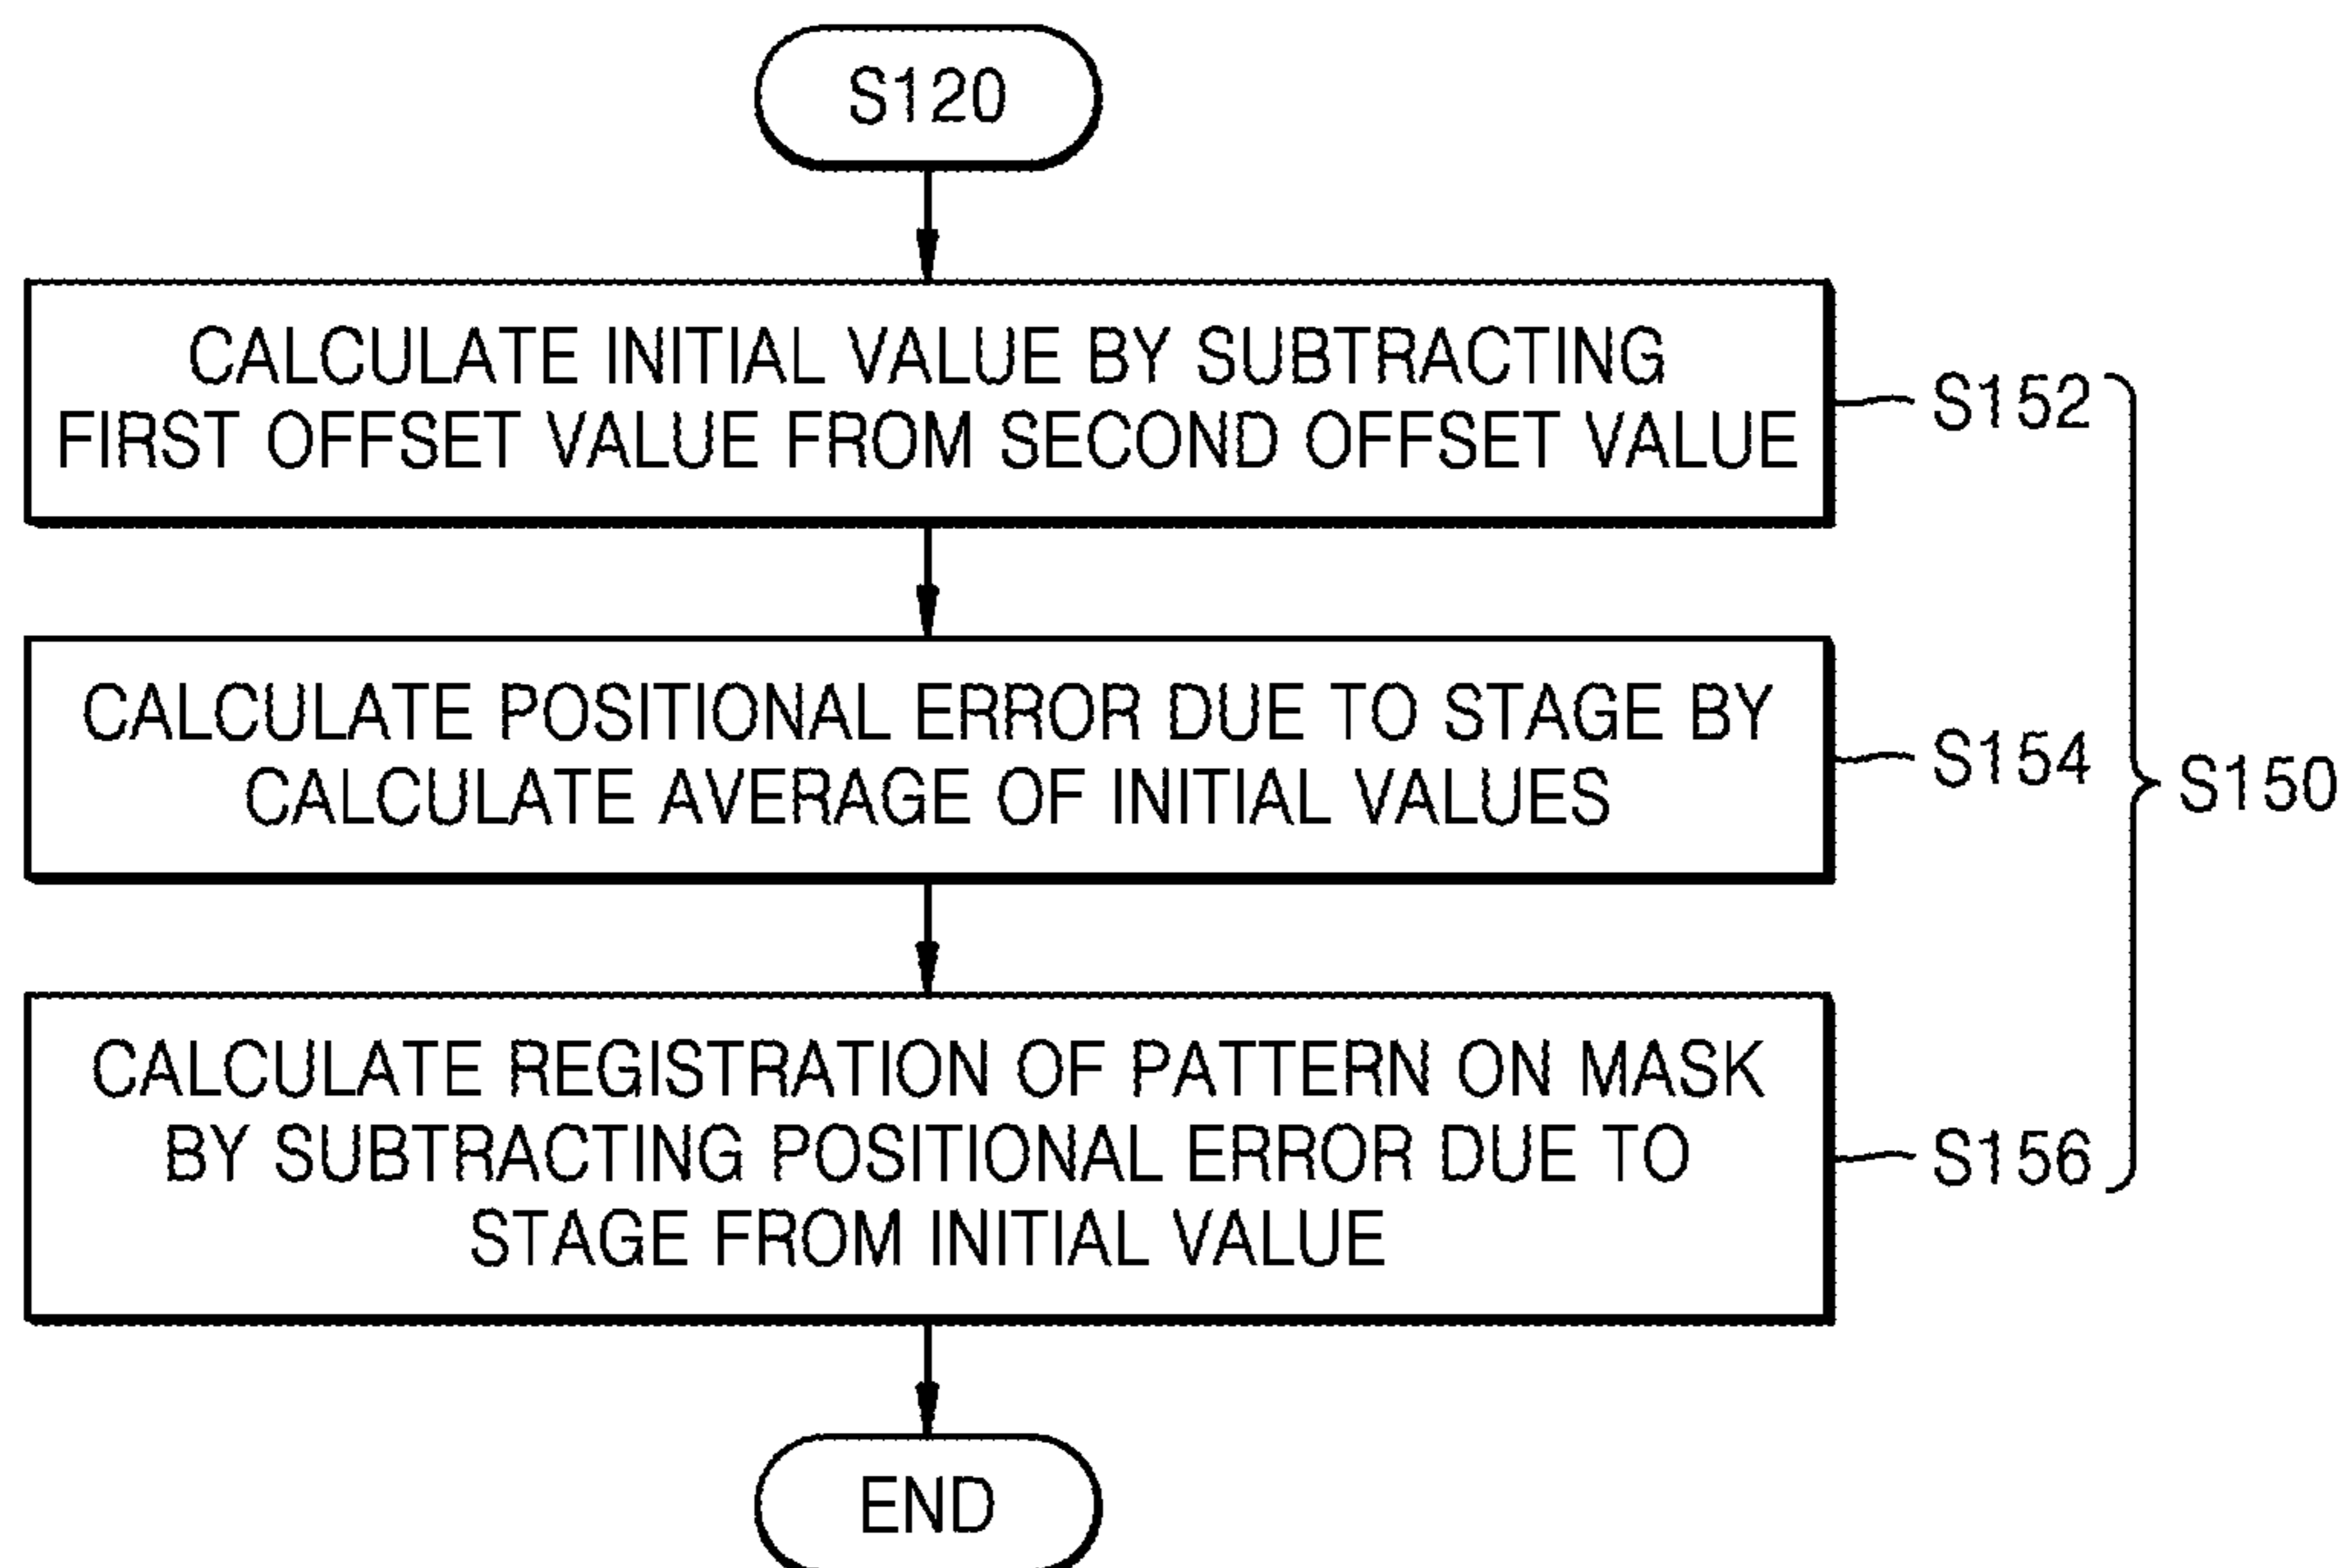 S120
CALCULATE INITIAL VALUE BY SUBTRACTING
FIRST OFFSET VALUE FROM SECOND OFFSET VALUE
S152
CALCULATE POSITIONAL ERROR DUE TO STAGE BY
CALCULATE AVERAGE OF INITIAL VALUES
S154
S150
CALCULATE REGISTRATION OF PATTERN ON MASK
BY SUBTRACTING POSITIONAL ERROR DUE TO
STAGE FROM INITIAL VALUE
S156
END